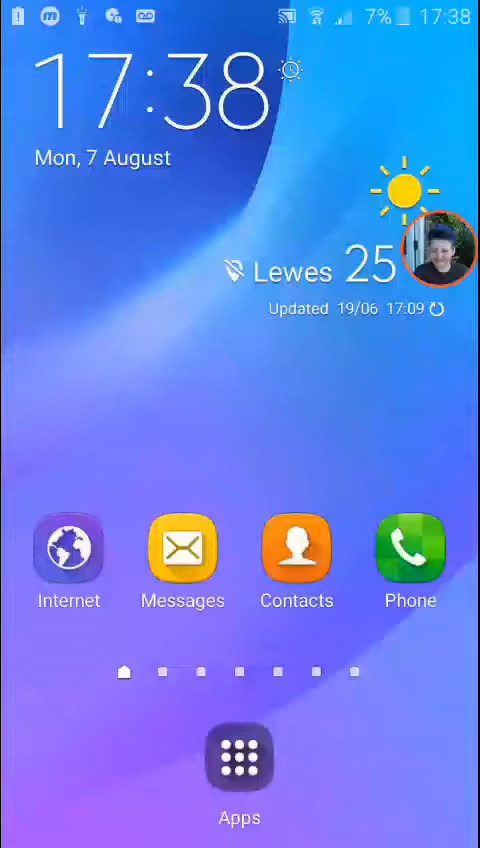 7% 17:38
17:38
Mon, 7 August
Lewes 25
Updated 19/06 17:09
Internet Messages Contacts Phone
Apps